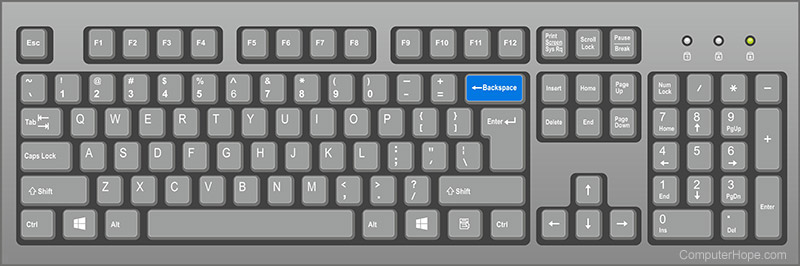 Esc F1 F2 F3 F4 F5 F6 F7 F8 F9 F10 F11 F12 Print Screen Sys Rq Scroll Lock Pause Break
1 A
~ ` ! 1 @ 2 # 3 $ 4 % 5 ^ 6 & 7 * 8 ( 9 ) 0 _ - + = ←Backspace Insert Home Page Up Num Lock / * −
Tab Q W E R T Y U I O P { [ } ] Enter Delete End Page Down 7 Home 8 ↑ 9 PgUp +
Caps Lock A S D F G H J K L : ; " ' | \ 4 ← 5 6 →
⇧Shift Z X C V B N M < , > . ? / ⇧Shift ↑ 1 End 2 ↓ 3 PgDn Enter
Ctrl Alt Alt Ctrl ← ↓ → 0 Ins . Del
ComputerHope.com